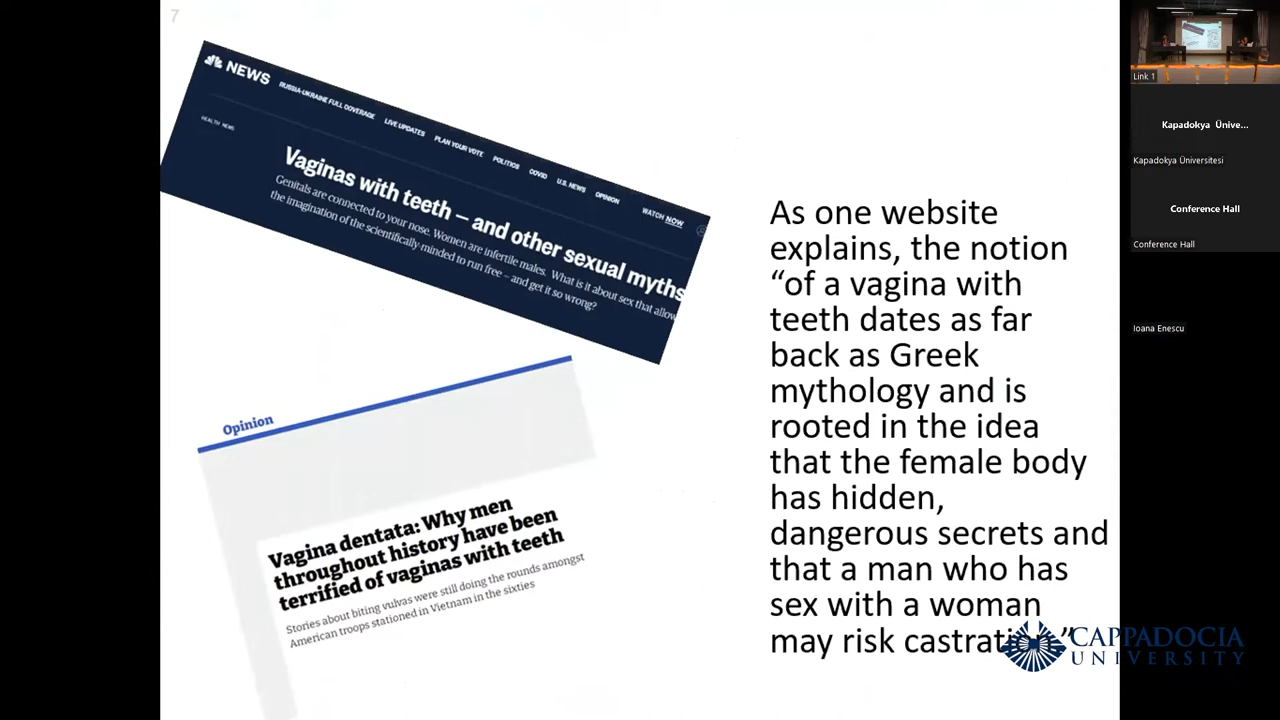 7
NEWS
RUSSIA-UKRAINE FULL COVERAGE
LIVE UPDATES
PLAN YOUR VOTE
POLITICS
COVID
U.S. NEWS
OPINION
WATCH NOW
HEALTH NEWS
Vaginas with teeth – and other sexual myths
Genitals are connected to your nose. Women are infertile males. What is it about sex that allow
the imagination of the scientifically minded to run free – and get it so wrong?
Opinion
Vagina dentata: Why men
throughout history have been
terrified of vaginas with teeth
Stories about biting vulvas were still doing the rounds amongst
American troops stationed in Vietnam in the sixties
As one website
explains, the notion
“of a vagina with
teeth dates as far
back as Greek
mythology and is
rooted in the idea
that the female body
has hidden,
dangerous secrets and
that a man who has
sex with a woman
may risk castrati
”
CAPPADOCIA
UNIVERSITY
Link 1
Kapadokya Ünive...
Kapadokya Üniversitesi
Conference Hall
Conference Hall
Ioana Enescu